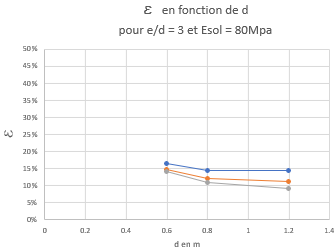 ε en fonction de d
pour e/d = 3 et Esol = 80Mpa
50%
45%
40%
35%
30%
25%
20%
15%
10%
5%
0%
ε
0 0.2 0.4 0.6 0.8 1 1.2 1.4
d en m